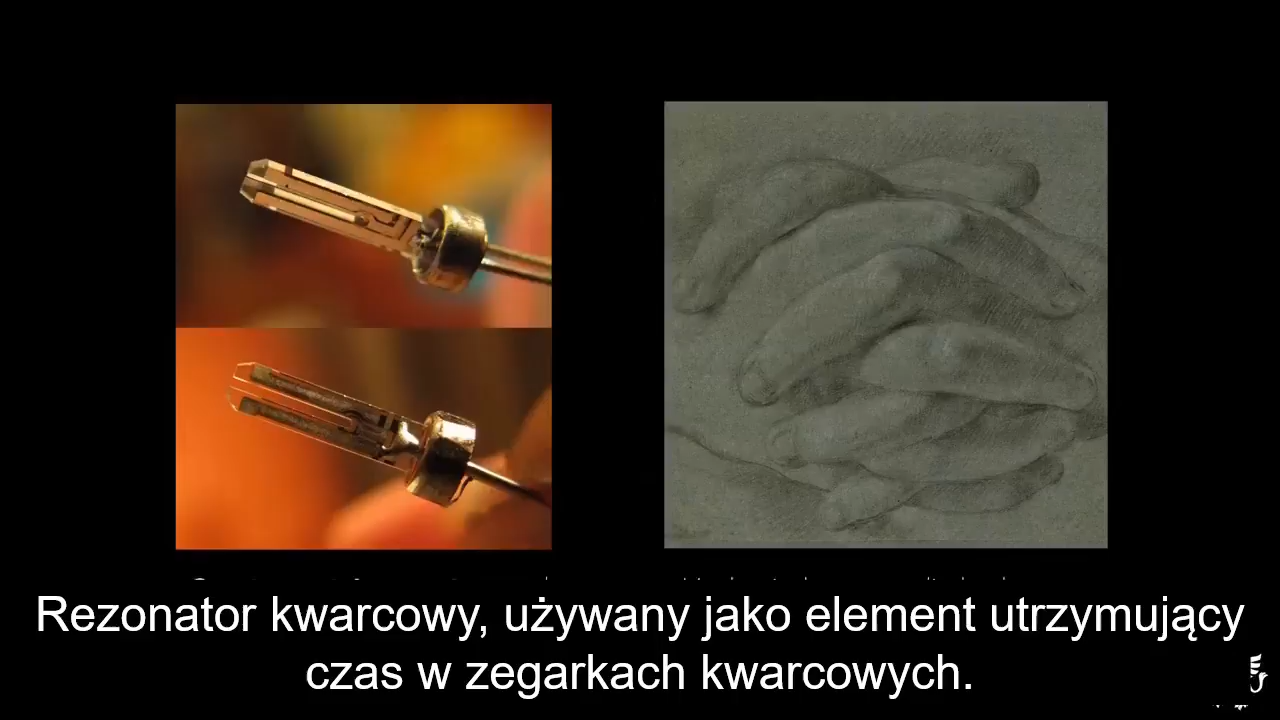 Rezonator kwarcowy, używany jako element utrzymujący
czas w zegarkach kwarcowych.